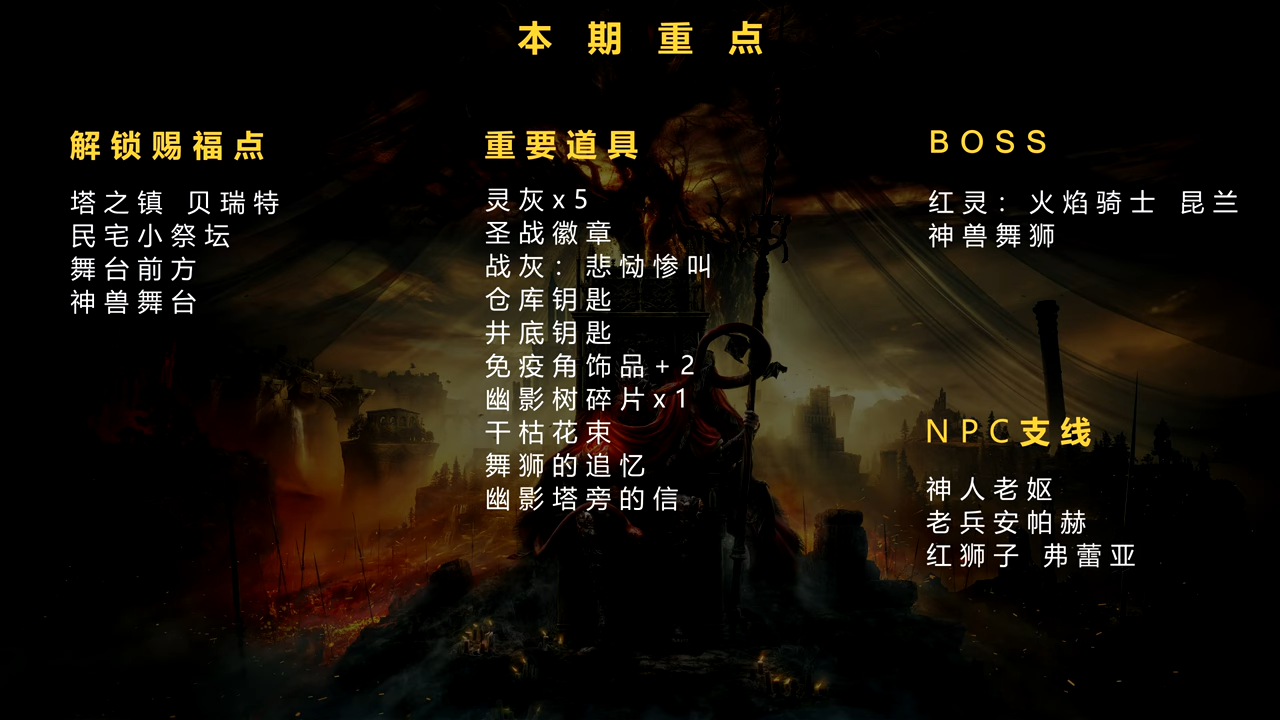 本期重点
解锁赐福点
塔之镇 贝瑞特
民宅小祭坛
舞台前方
神兽舞台
重要道具
灵灰x5
圣战徽章
战灰：悲恸惨叫
仓库钥匙
井底钥匙
免疫角饰品+2
幽影树碎片x1
干枯花束
舞狮的追忆
幽影塔旁的信
BOSS
红灵：火焰骑士 昆兰
神兽舞狮
NPC支线
神人老妪
老兵安帕赫
红狮子 弗蕾亚